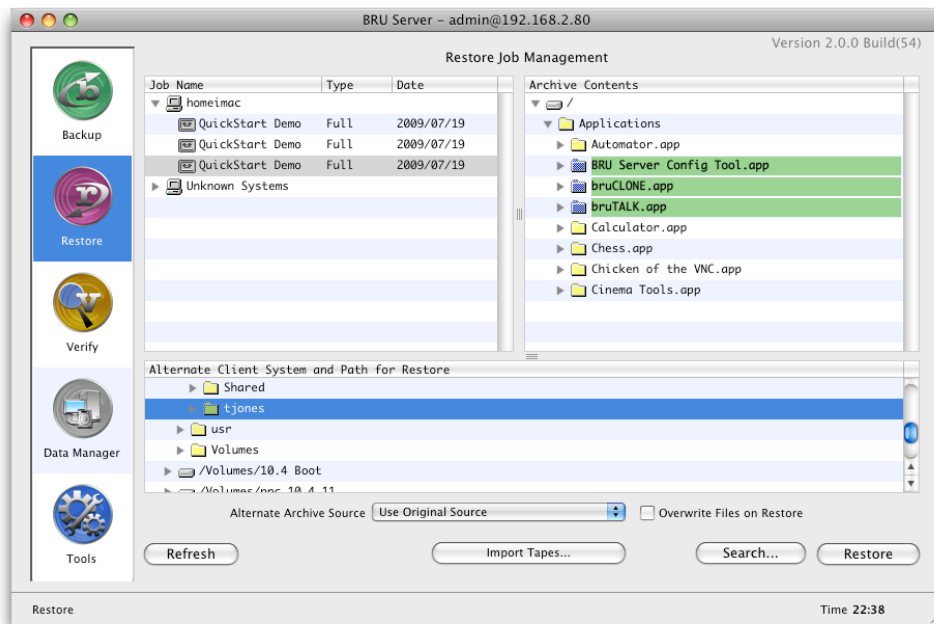 BRU Server – admin@192.168.2.80
Version 2.0.0 Build(54)
Restore Job Management
Backup
Restore
Verify
Data Manager
Tools
Job Name Type Date
homeimac
QuickStart Demo Full 2009/07/19
QuickStart Demo Full 2009/07/19
QuickStart Demo Full 2009/07/19
Unknown Systems
Archive Contents
/
Applications
Automator.app
BRU Server Config Tool.app
bruCLONE.app
bruTALK.app
Calculator.app
Chess.app
Chicken of the VNC.app
Cinema Tools.app
Alternate Client System and Path for Restore
Shared
tjones
usr
Volumes
/Volumes/10.4 Boot
/Volumes/ppc 10.4.11
Alternate Archive Source Use Original Source Overwrite Files on Restore
Refresh Import Tapes... Search... Restore
Restore Time 22:38